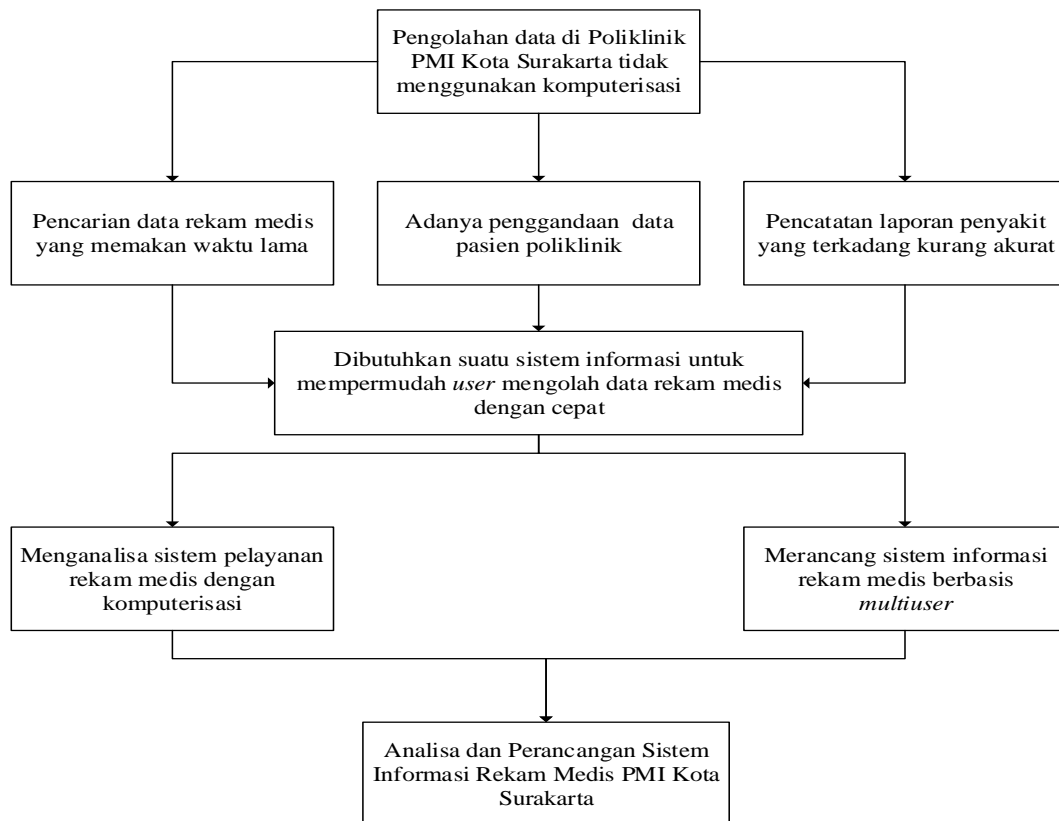 Pengolahan data di Poliklinik
PMI Kota Surakarta tidak
menggunakan komputerisasi
Pencarian data rekam medis
yang memakan waktu lama
Adanya penggandaan  data
pasien poliklinik
Pencatatan laporan penyakit
yang terkadang kurang akurat
Dibutuhkan suatu sistem informasi untuk
mempermudah user mengolah data rekam medis
dengan cepat
Menganalisa sistem pelayanan
rekam medis dengan
komputerisasi
Merancang sistem informasi
rekam medis berbasis
multiuser
Analisa dan Perancangan Sistem
Informasi Rekam Medis PMI Kota
Surakarta